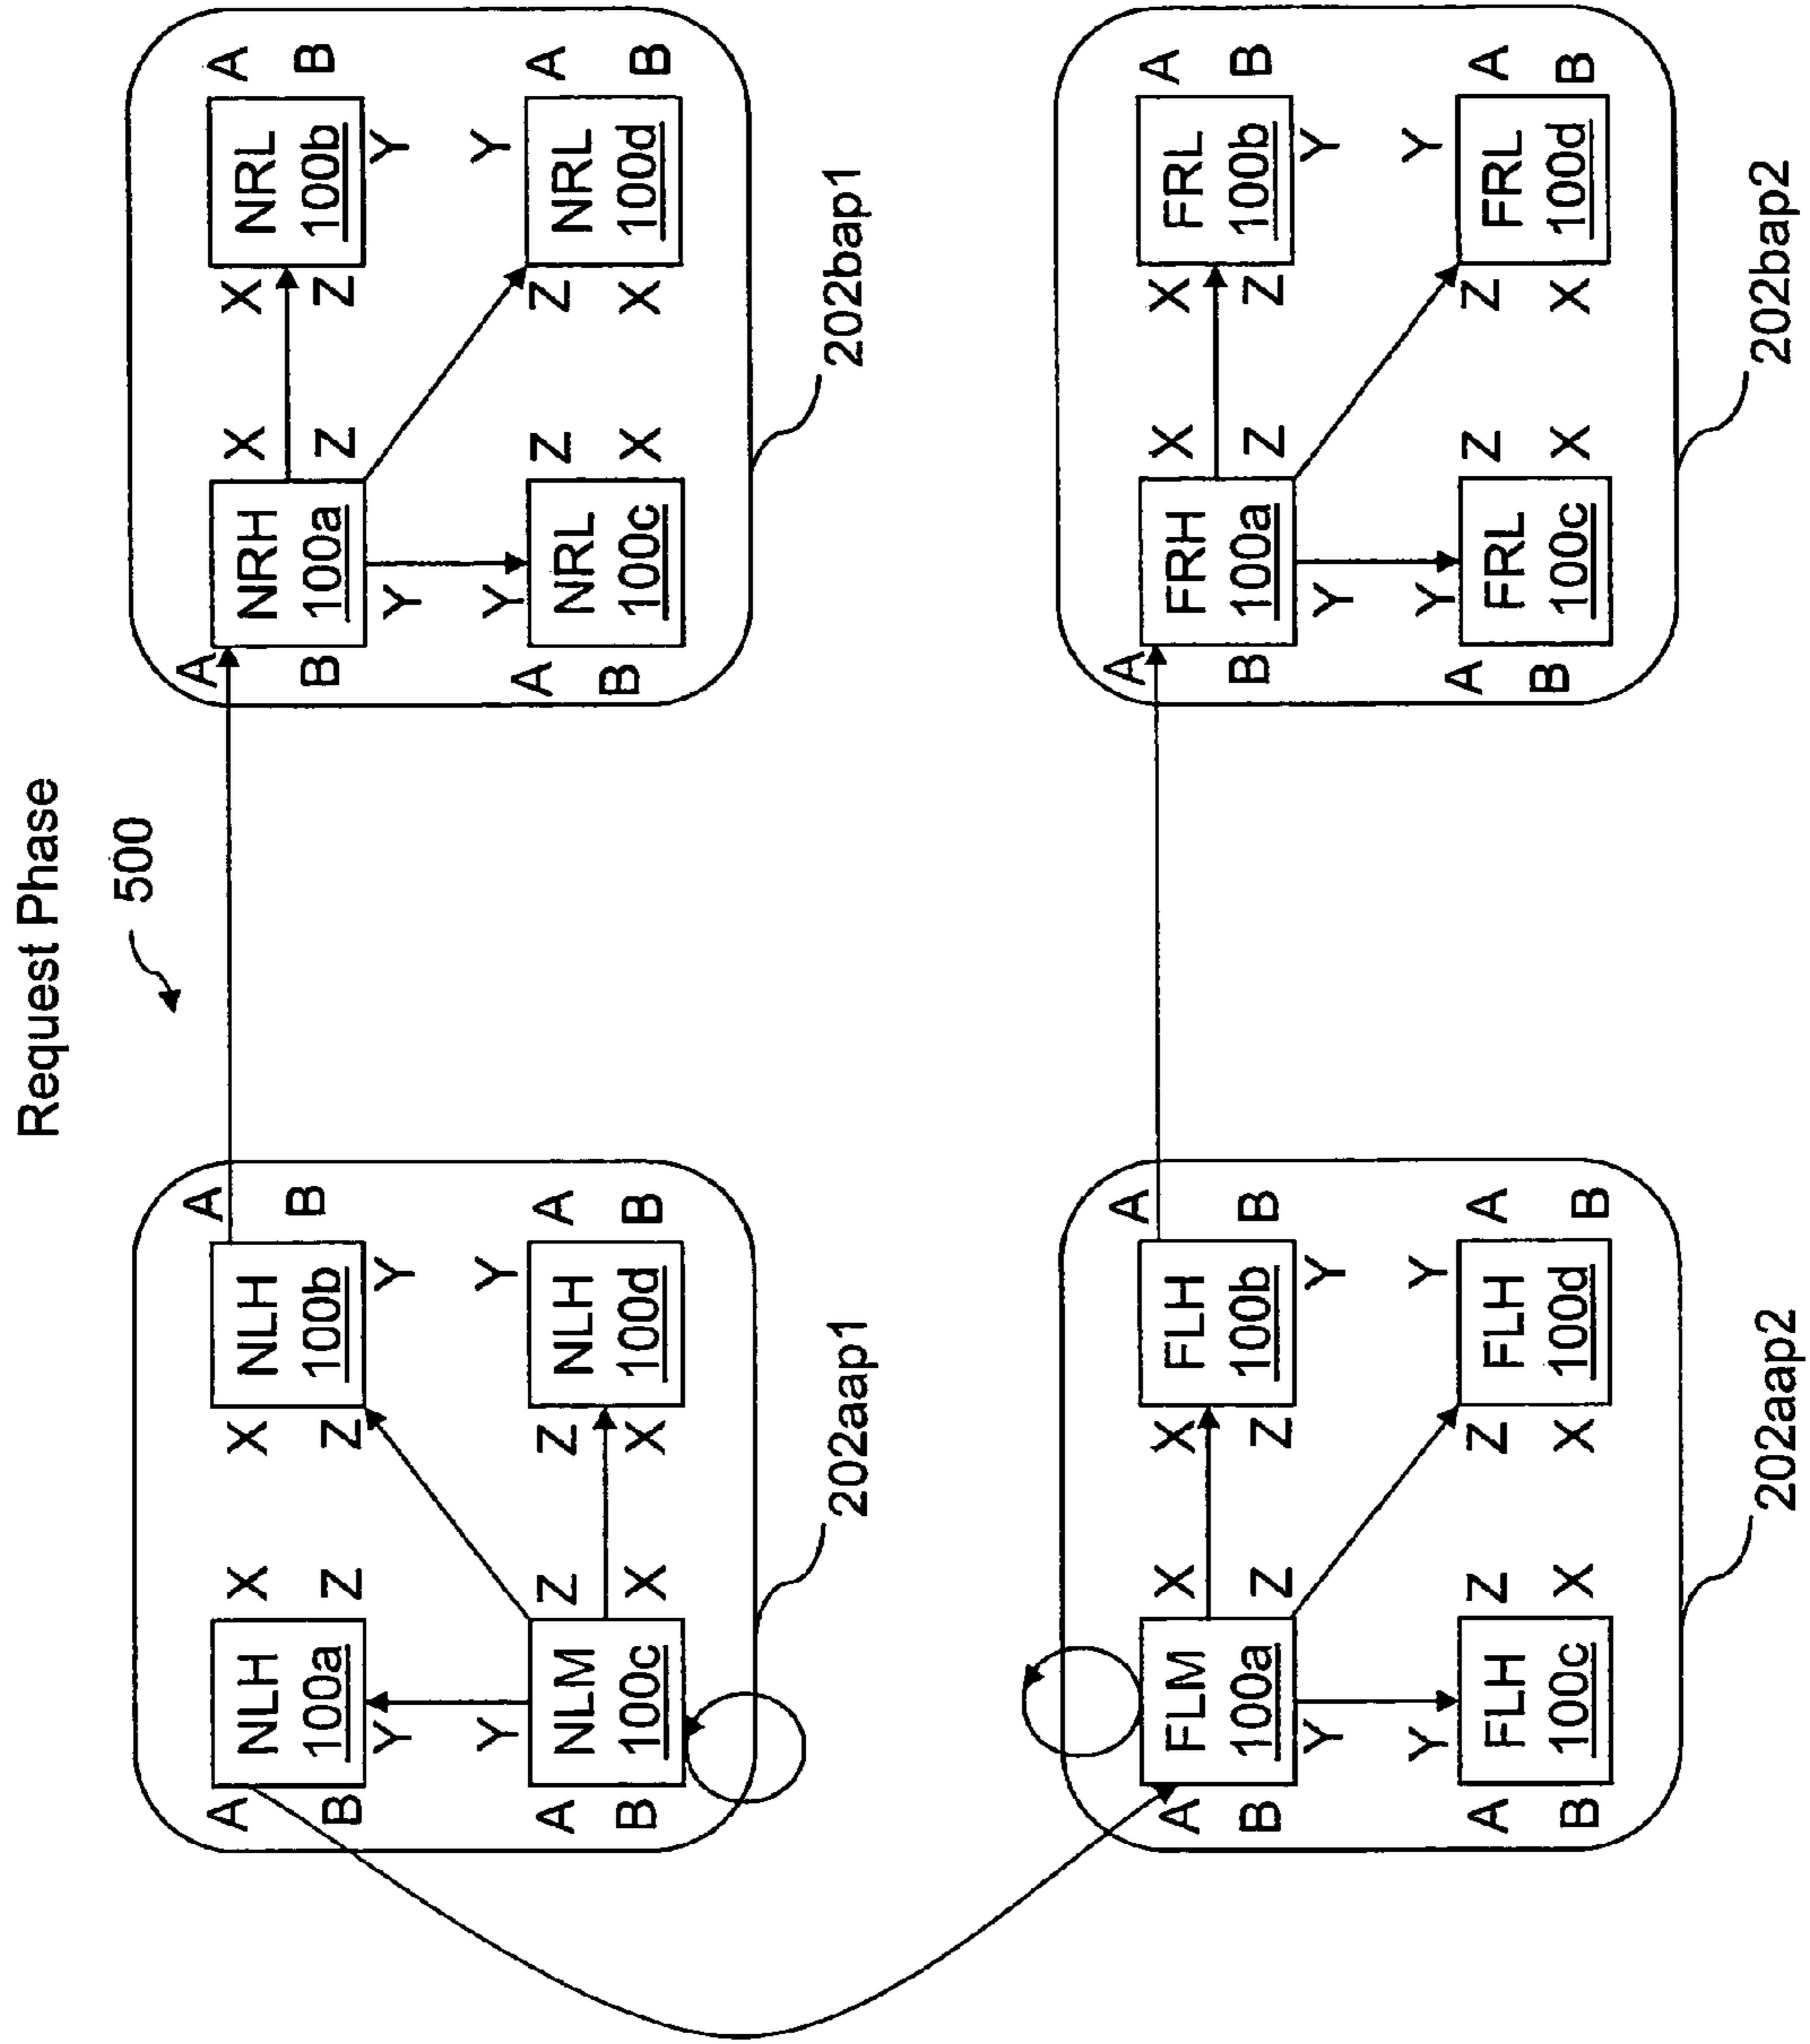 Request Phase
500
A
B
NLH
100a
X
Z
Y
X
Z
NLH
100b
A
B
Y
A
B
Y
NLM
100c
Z
X
Z
X
Y
NLH
100d
A
B
202aap1
A
B
NRH
100a
X
Z
Y
X
Z
NRL
100b
A
B
Y
A
B
Y
NRL
100c
Z
X
Z
X
Y
NRL
100d
A
B
202bap1
A
B
FLM
100a
X
Z
Y
X
Z
FLH
100b
A
B
Y
A
B
Y
FLH
100c
Z
X
Z
X
Y
FLH
100d
A
B
202aap2
A
B
FRH
100a
X
Z
Y
X
Z
FRL
100b
A
B
Y
A
B
Y
FRL
100c
Z
X
Z
X
Y
FRL
100d
A
B
202bap2